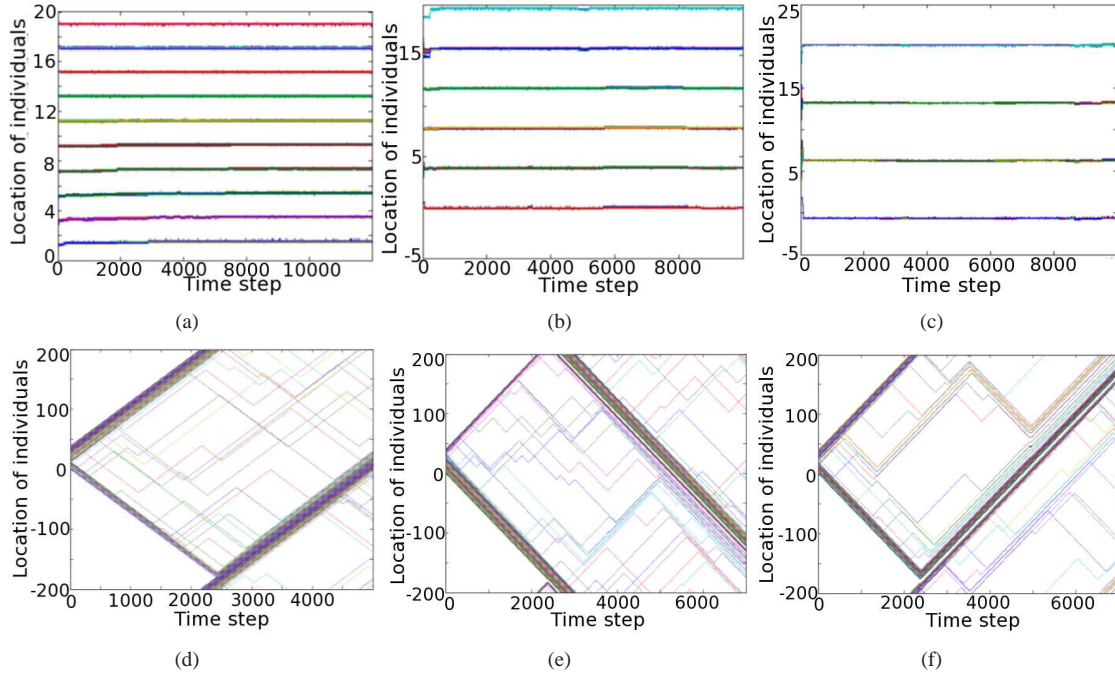 20
16
12
8
4
0
Location of individuals
0 2000 4000 6000 8000 10000
Time step
(a)
15
5
-5
Location of individuals
0 2000 4000 6000 8000
Time step
(b)
25
15
5
-5
Location of individuals
0 2000 4000 6000 8000
Time step
(c)
200
100
0
-100
-200
Location of individuals
0 1000 2000 3000 4000
Time step
(d)
200
100
0
-100
-200
Location of individuals
0 2000 4000 6000
Time step
(e)
200
100
0
-100
-200
Location of individuals
0 2000 4000 6000
Time step
(f)